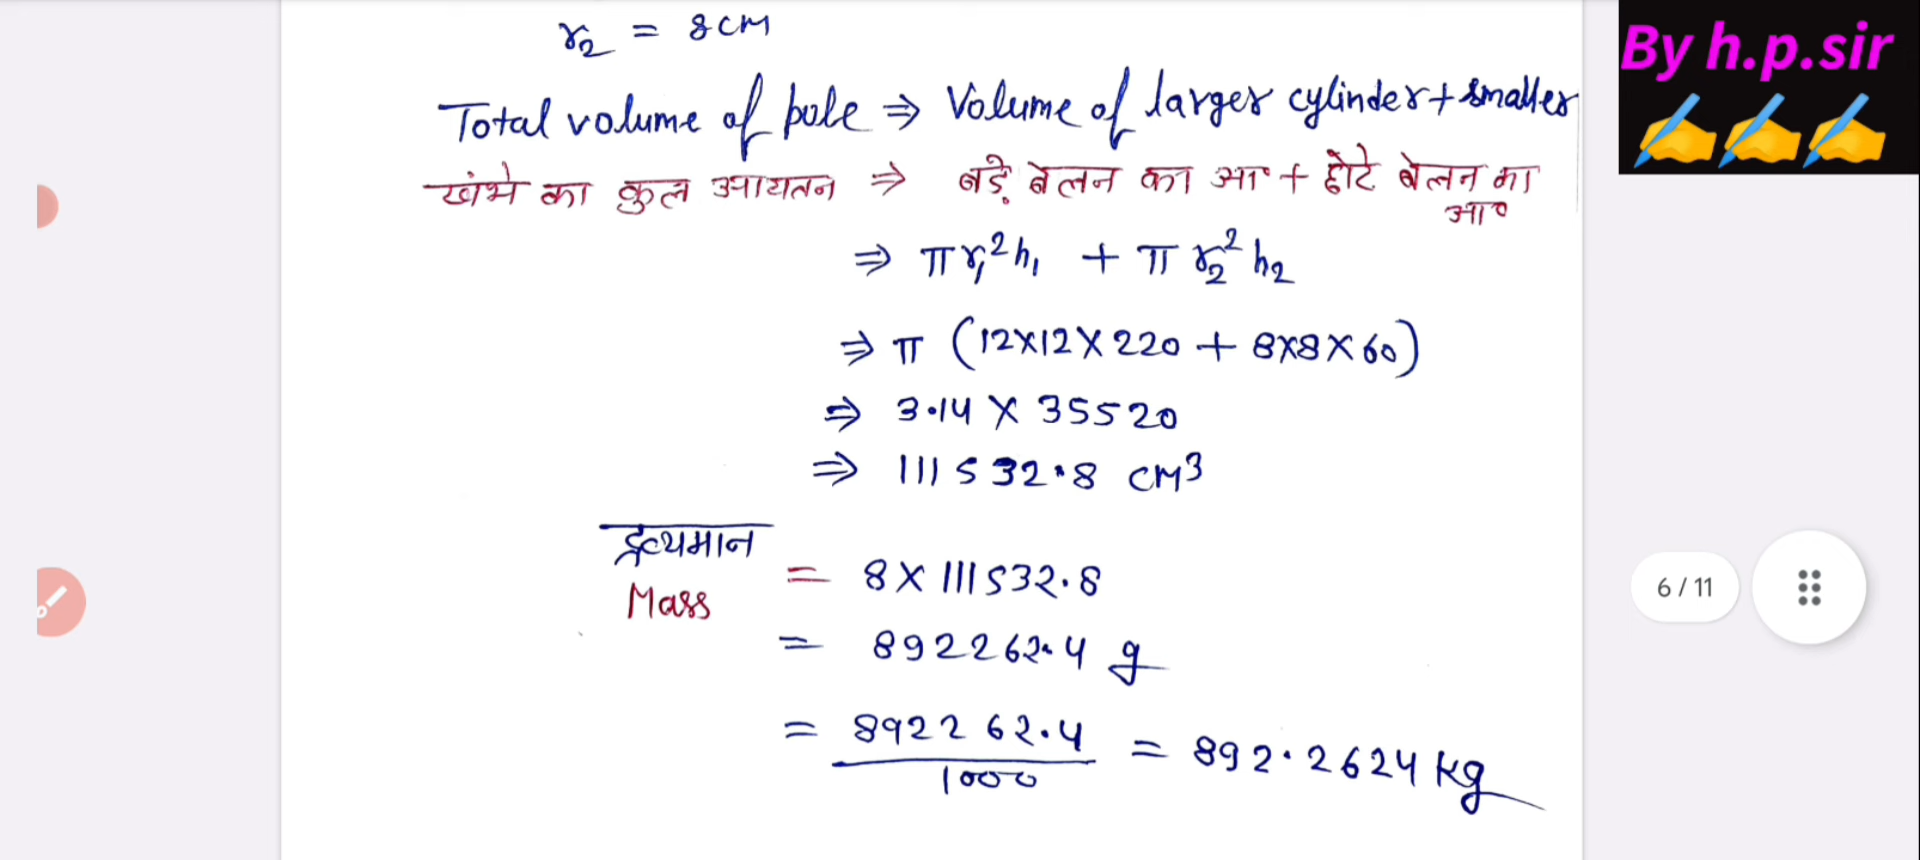 r₂ = 8cm
By h.p.sir
Total volume of pole ⇒ Volume of larger cylinder + smaller
खंभे का कुल आयतन ⇒ बड़े बेलन का आ० + छोटे बेलन का
आ०
⇒ πr₁²h₁ + πr₂²h₂
⇒ π (12×12×220 + 8×8×60)
⇒ 3.14 × 35520
⇒ 111532.8 cm³
द्रव्यमान
Mass = 8×111532.8
= 892262.4 g
= 892262.4/1000 = 892.2624 kg
6 / 11